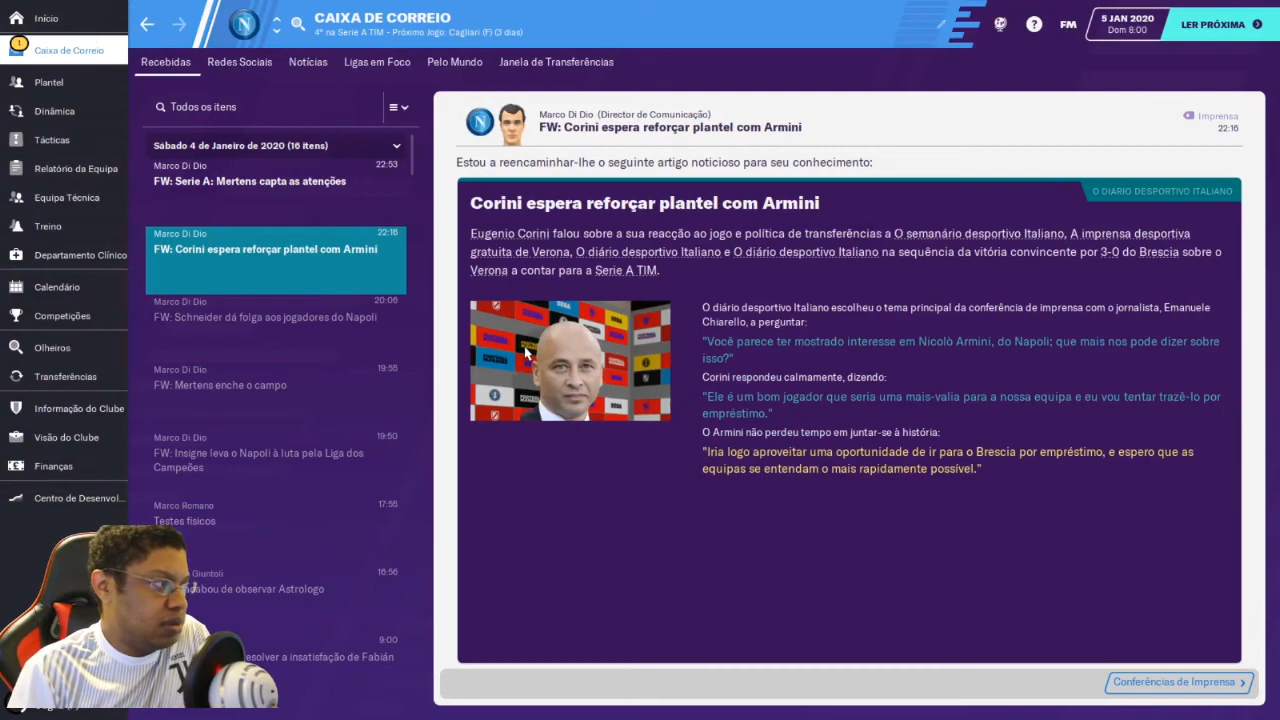 CAIXA DE CORREIO
4º na Serie A TIM - Próximo Jogo: Cagliari (F) (3 dias)
FM
5 JAN 2020
Dom 8:00
LER PRÓXIMA
Início
1
Caixa de Correio
Plantel
Dinâmica
Tácticas
Relatório da Equipa
Equipa Técnica
Treino
Departamento Clínico
Calendário
Competições
Olheiros
Transferências
Informação do Clube
Visão do Clube
Finanças
Centro de Desenvol...
Recebidas
Redes Sociais
Notícias
Ligas em Foco
Pelo Mundo
Janela de Transferências
Todos os itens
Sábado 4 de Janeiro de 2020 (16 itens)
Marco Di Dio 22:53
FW: Serie A: Mertens capta as atenções
Marco Di Dio 22:16
FW: Corini espera reforçar plantel com Armini
Marco Di Dio 20:06
FW: Schneider dá folga aos jogadores do Napoli
Marco Di Dio 19:55
FW: Mertens enche o campo
Marco Di Dio 19:50
FW: Insigne leva o Napoli à luta pela Liga dos
Campeões
Marco Romano 17:55
Testes físicos
Giuntoli 16:56
acabou de observar Astrologo
9:00
esolver a insatisfação de Fabián
Marco Di Dio (Director de Comunicação)
FW: Corini espera reforçar plantel com Armini
Imprensa
22:16
Estou a reencaminhar-lhe o seguinte artigo noticioso para seu conhecimento:
O DIÁRIO DESPORTIVO ITALIANO
Corini espera reforçar plantel com Armini
Eugenio Corini falou sobre a sua reacção ao jogo e política de transferências a O semanário desportivo Italiano, A imprensa desportiva
gratuita de Verona, O diário desportivo Italiano e O diário desportivo Italiano na sequência da vitória convincente por 3-0 do Brescia sobre o
Verona a contar para a Serie A TIM.
O diário desportivo Italiano escolheu o tema principal da conferência de imprensa com o jornalista, Emanuele
Chiarello, a perguntar:
"Você parece ter mostrado interesse em Nicolò Armini, do Napoli; que mais nos pode dizer sobre
isso?"
Corini respondeu calmamente, dizendo:
"Ele é um bom jogador que seria uma mais-valia para a nossa equipa e eu vou tentar trazê-lo por
empréstimo."
O Armini não perdeu tempo em juntar-se à história:
"Iria logo aproveitar uma oportunidade de ir para o Brescia por empréstimo, e espero que as
equipas se entendam o mais rapidamente possível."
Conferências de Imprensa